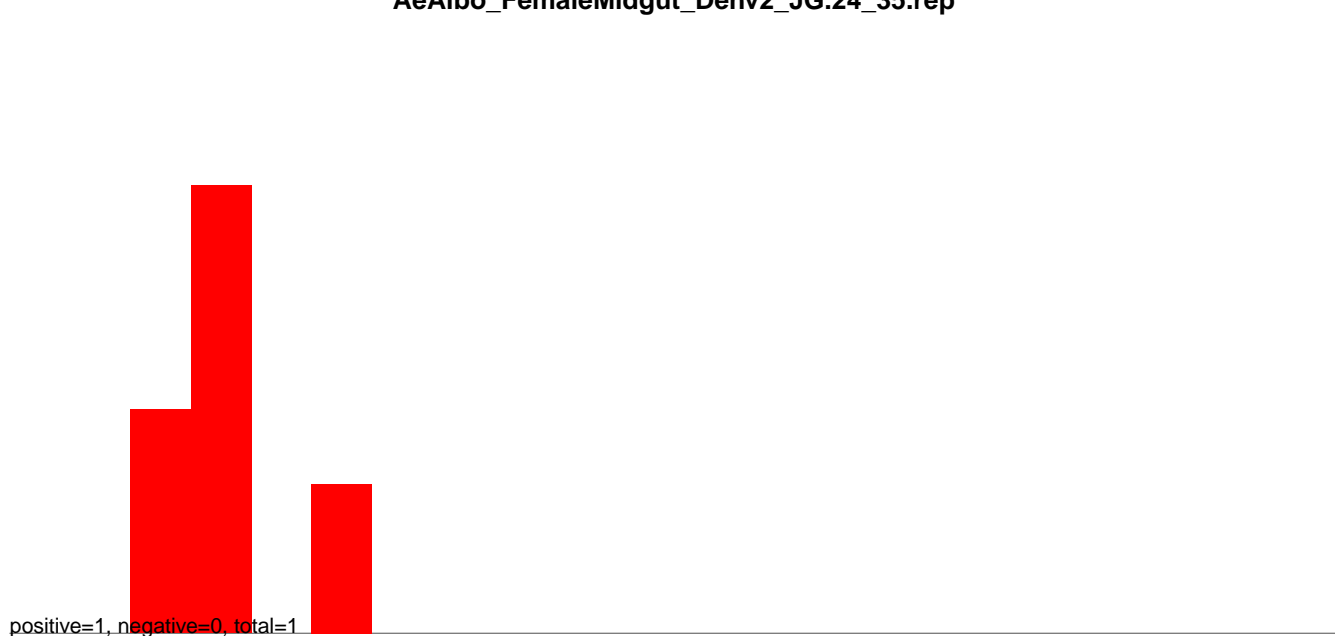 AeAlbo_FemaleMidgut_Denv2_JG.24_35.rep
positive=1, negative=0, total=1